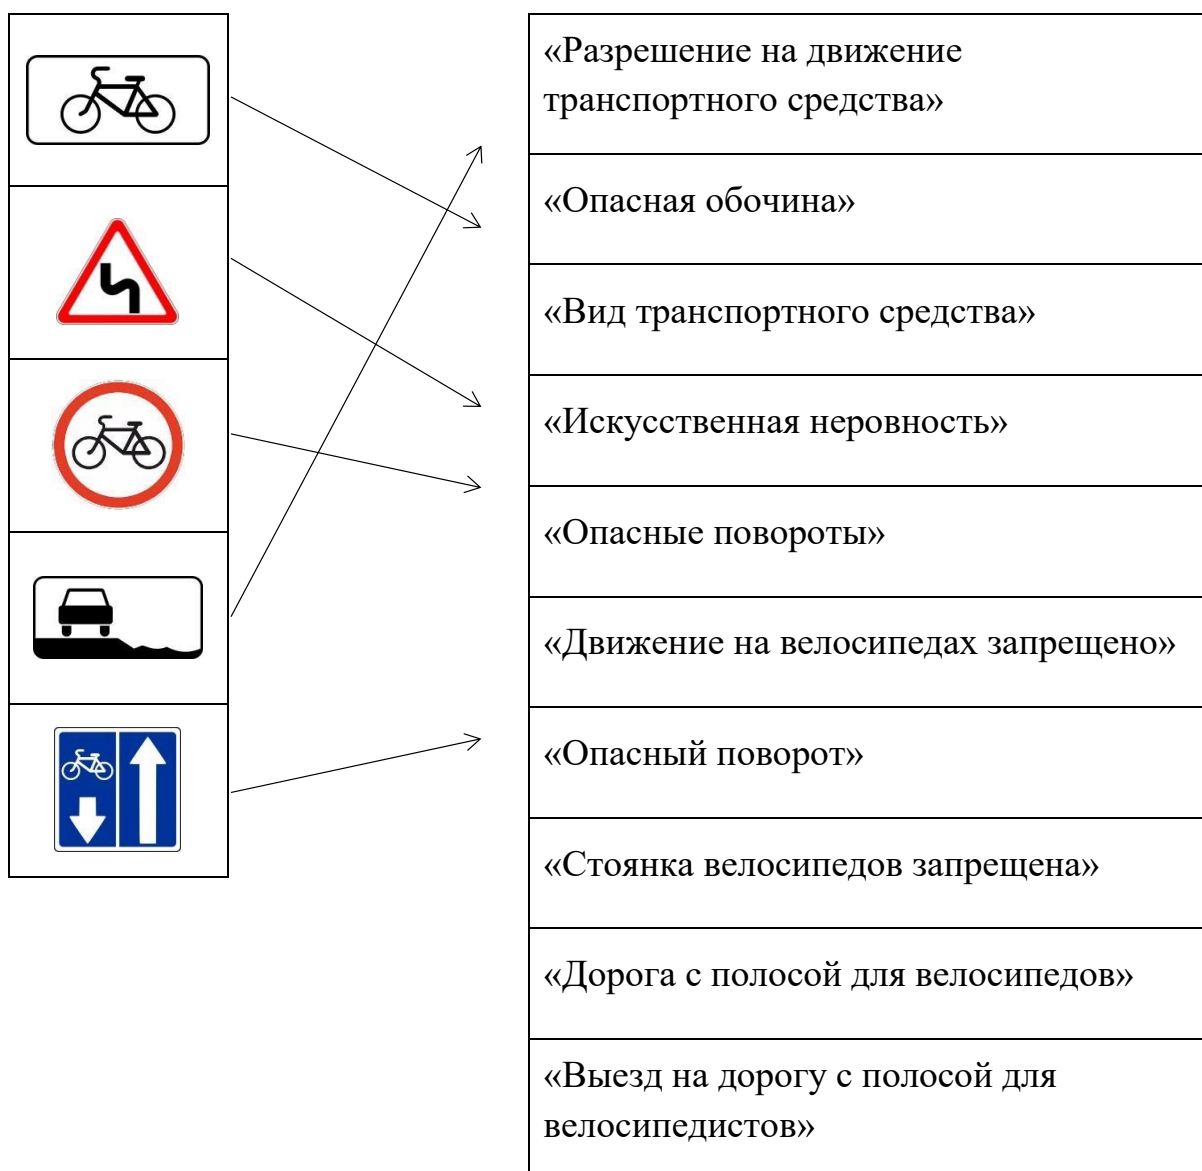 «Разрешение на движение
транспортного средства»
«Опасная обочина»
«Вид транспортного средства»
«Искусственная неровность»
«Опасные повороты»
«Движение на велосипедах запрещено»
«Опасный поворот»
«Стоянка велосипедов запрещена»
«Дорога с полосой для велосипедов»
«Выезд на дорогу с полосой для
велосипедистов»